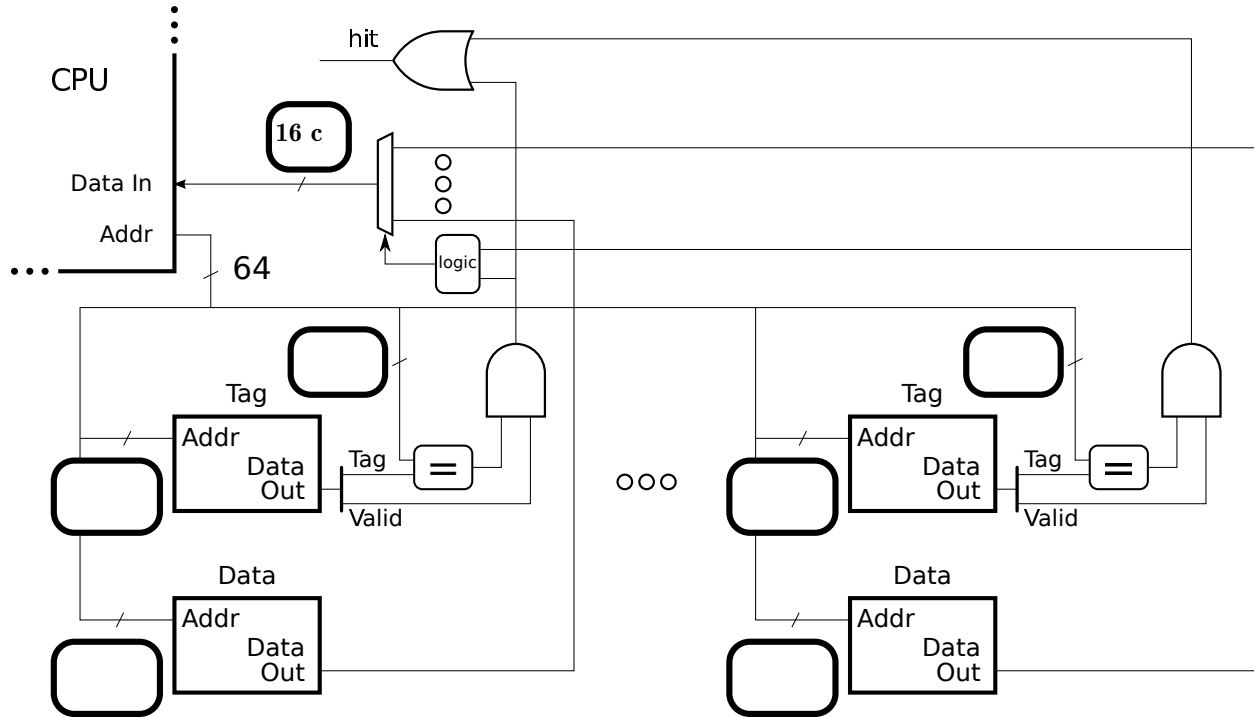 hit
CPU
16 c
Data In
Addr
64
logic
Tag
Addr
Data
Out
Tag
=
Valid
Data
Addr
Data
Out
Tag
Addr
Data
Out
Tag
=
Valid
Data
Addr
Data
Out